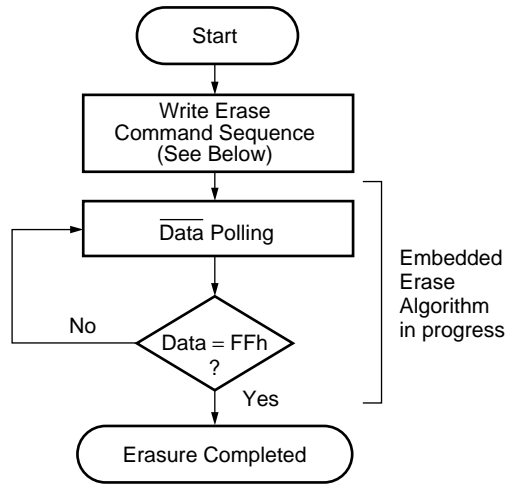 Start
Write Erase
Command Sequence
(See Below)
Data Polling
Embedded
Erase
Algorithm
in progress
No
Data = FFh
?
Yes
Erasure Completed